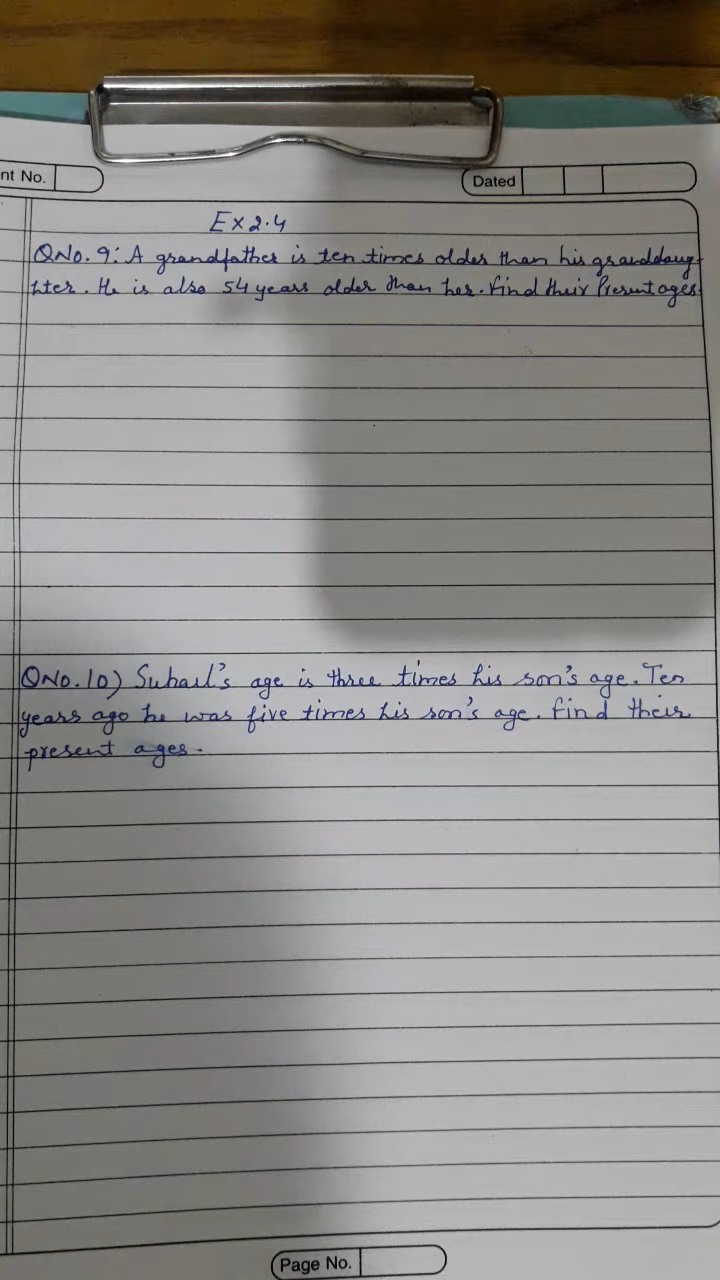 nt No.
Dated
Ex 2.4
QNo. 9: A grandfather is ten times older than his granddaug-
hter. He is also 54 years older than her. Find their Present ages.
QNo. 10) Suhail's age is three times his son's age. Ten
years ago he was five times his son's age. Find their
present ages.
Page No.